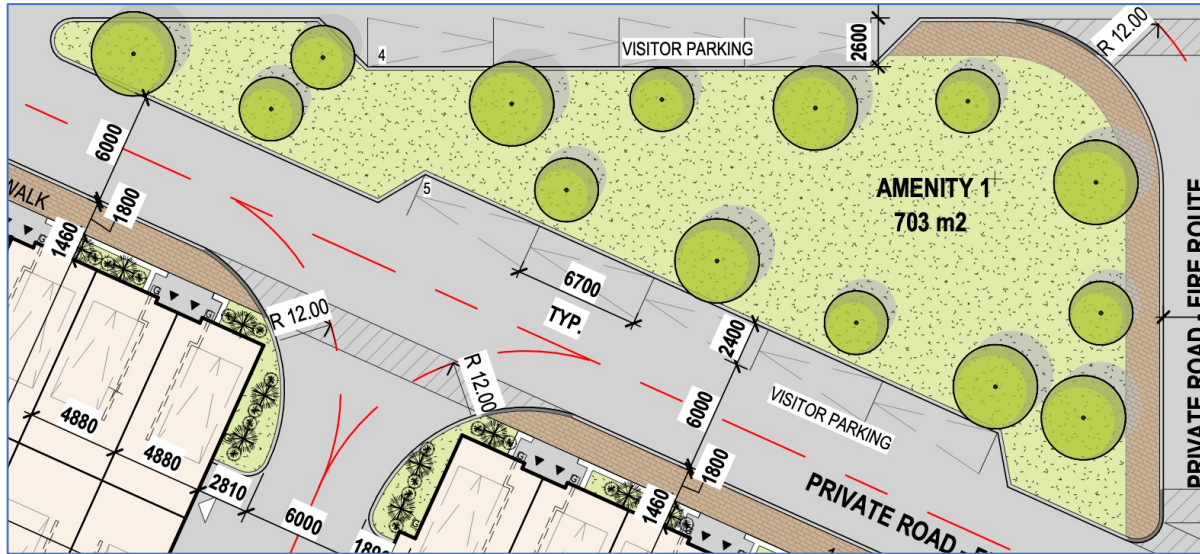 4
VISITOR PARKING
2600
R 12.00
6000
WALK
1800
1460
5
AMENITY 1
703 m2
6700
TYP.
R 12.00
2400
R 12.00
VISITOR PARKING
6000
PRIVATE ROAD - FIRE ROUTE
4880
4880
2810
6000
1800
1460
PRIVATE ROAD -
G
G
G
G